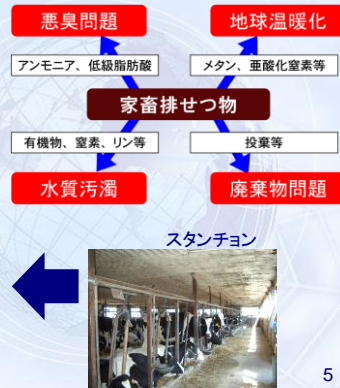 悪臭問題
地球温暖化
アンモニア、低級脂肪酸
メタン、亜酸化窒素等
家畜排せつ物
有機物、窒素、リン等
投棄等
水質汚濁
廃棄物問題
スタンチョン
5